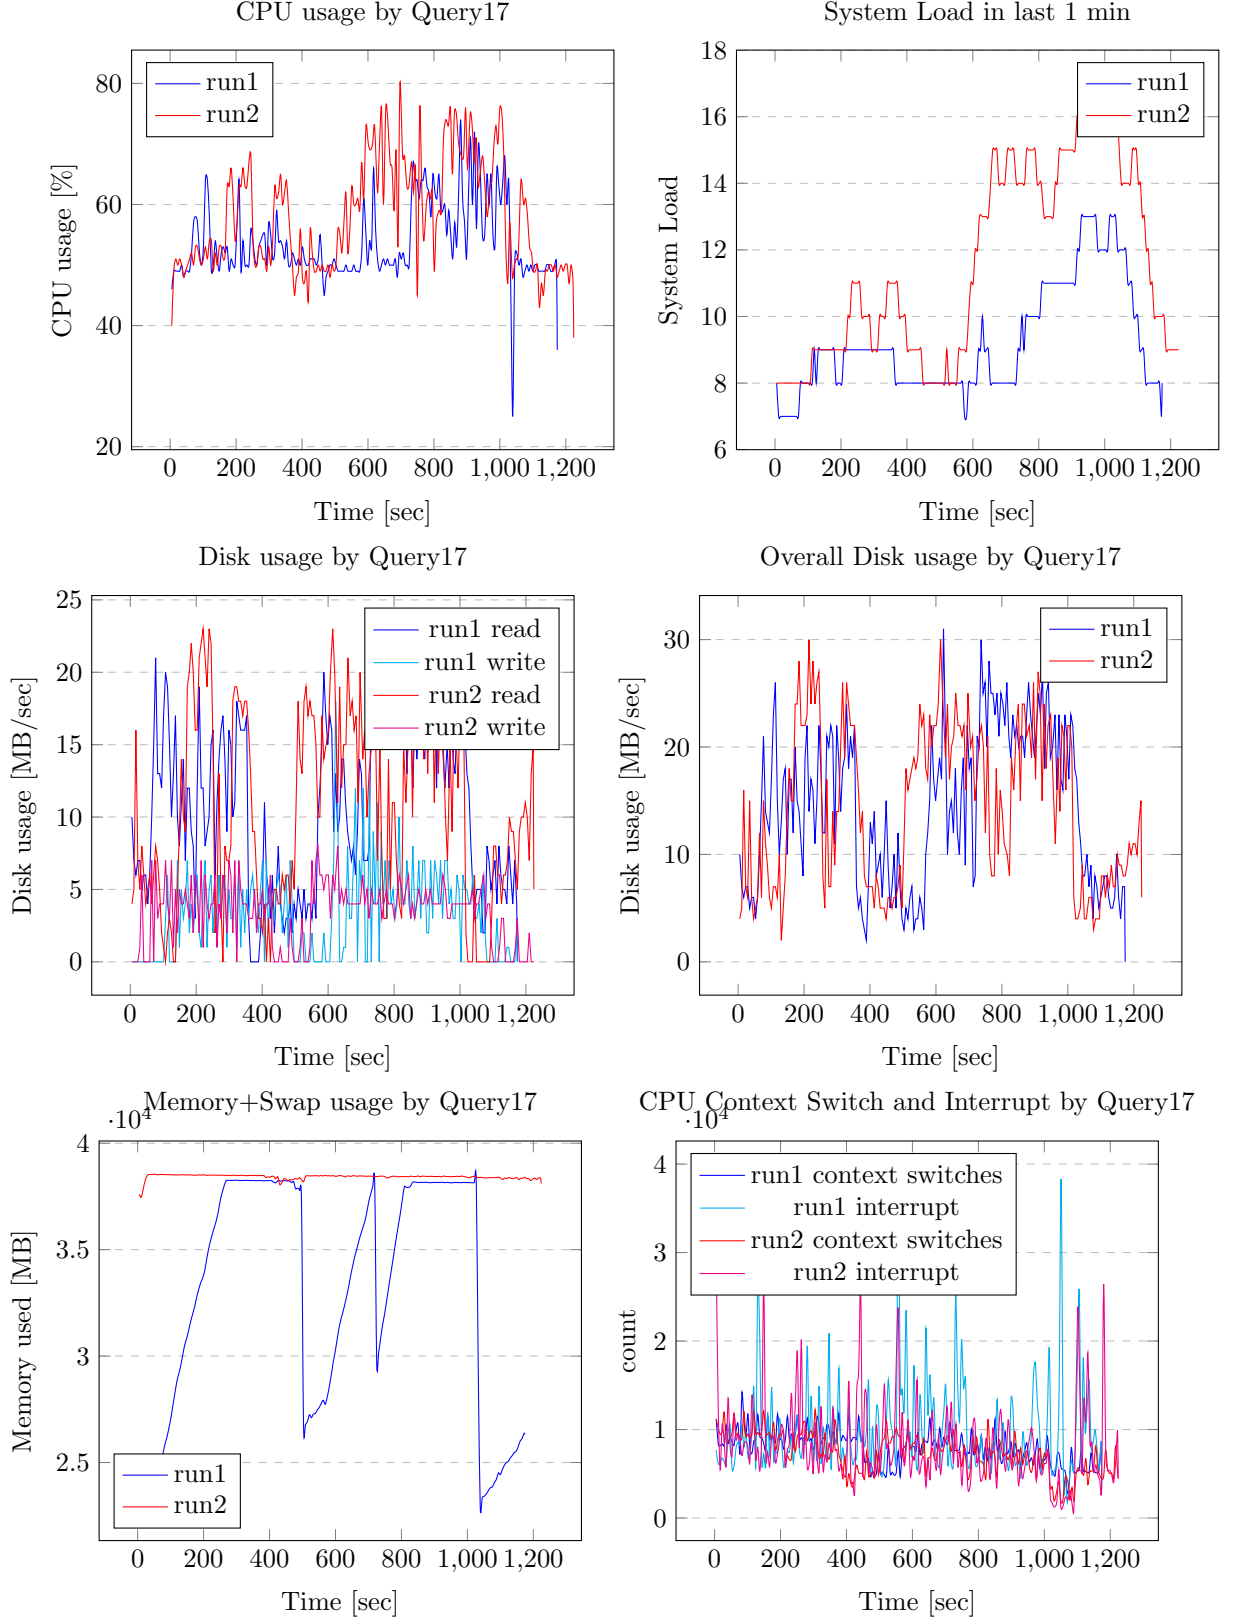 CPU usage by Query17
80
60
40
20
CPU usage [%]
run1
run2
0 200 400 600 800 1,000 1,200
Time [sec]
System Load in last 1 min
18
16
14
12
10
8
6
System Load
run1
run2
0 200 400 600 800 1,000 1,200
Time [sec]
Disk usage by Query17
25
20
15
10
5
0
Disk usage [MB/sec]
run1 read
run1 write
run2 read
run2 write
0 200 400 600 800 1,000 1,200
Time [sec]
Overall Disk usage by Query17
30
20
10
0
Disk usage [MB/sec]
run1
run2
0 200 400 600 800 1,000 1,200
Time [sec]
Memory+Swap usage by Query17
·10⁴
4
3.5
3
2.5
Memory used [MB]
run1
run2
0 200 400 600 800 1,000 1,200
Time [sec]
CPU Context Switch and Interrupt by Query17
·10⁴
4
3
2
1
0
count
run1 context switches
run1 interrupt
run2 context switches
run2 interrupt
0 200 400 600 800 1,000 1,200
Time [sec]